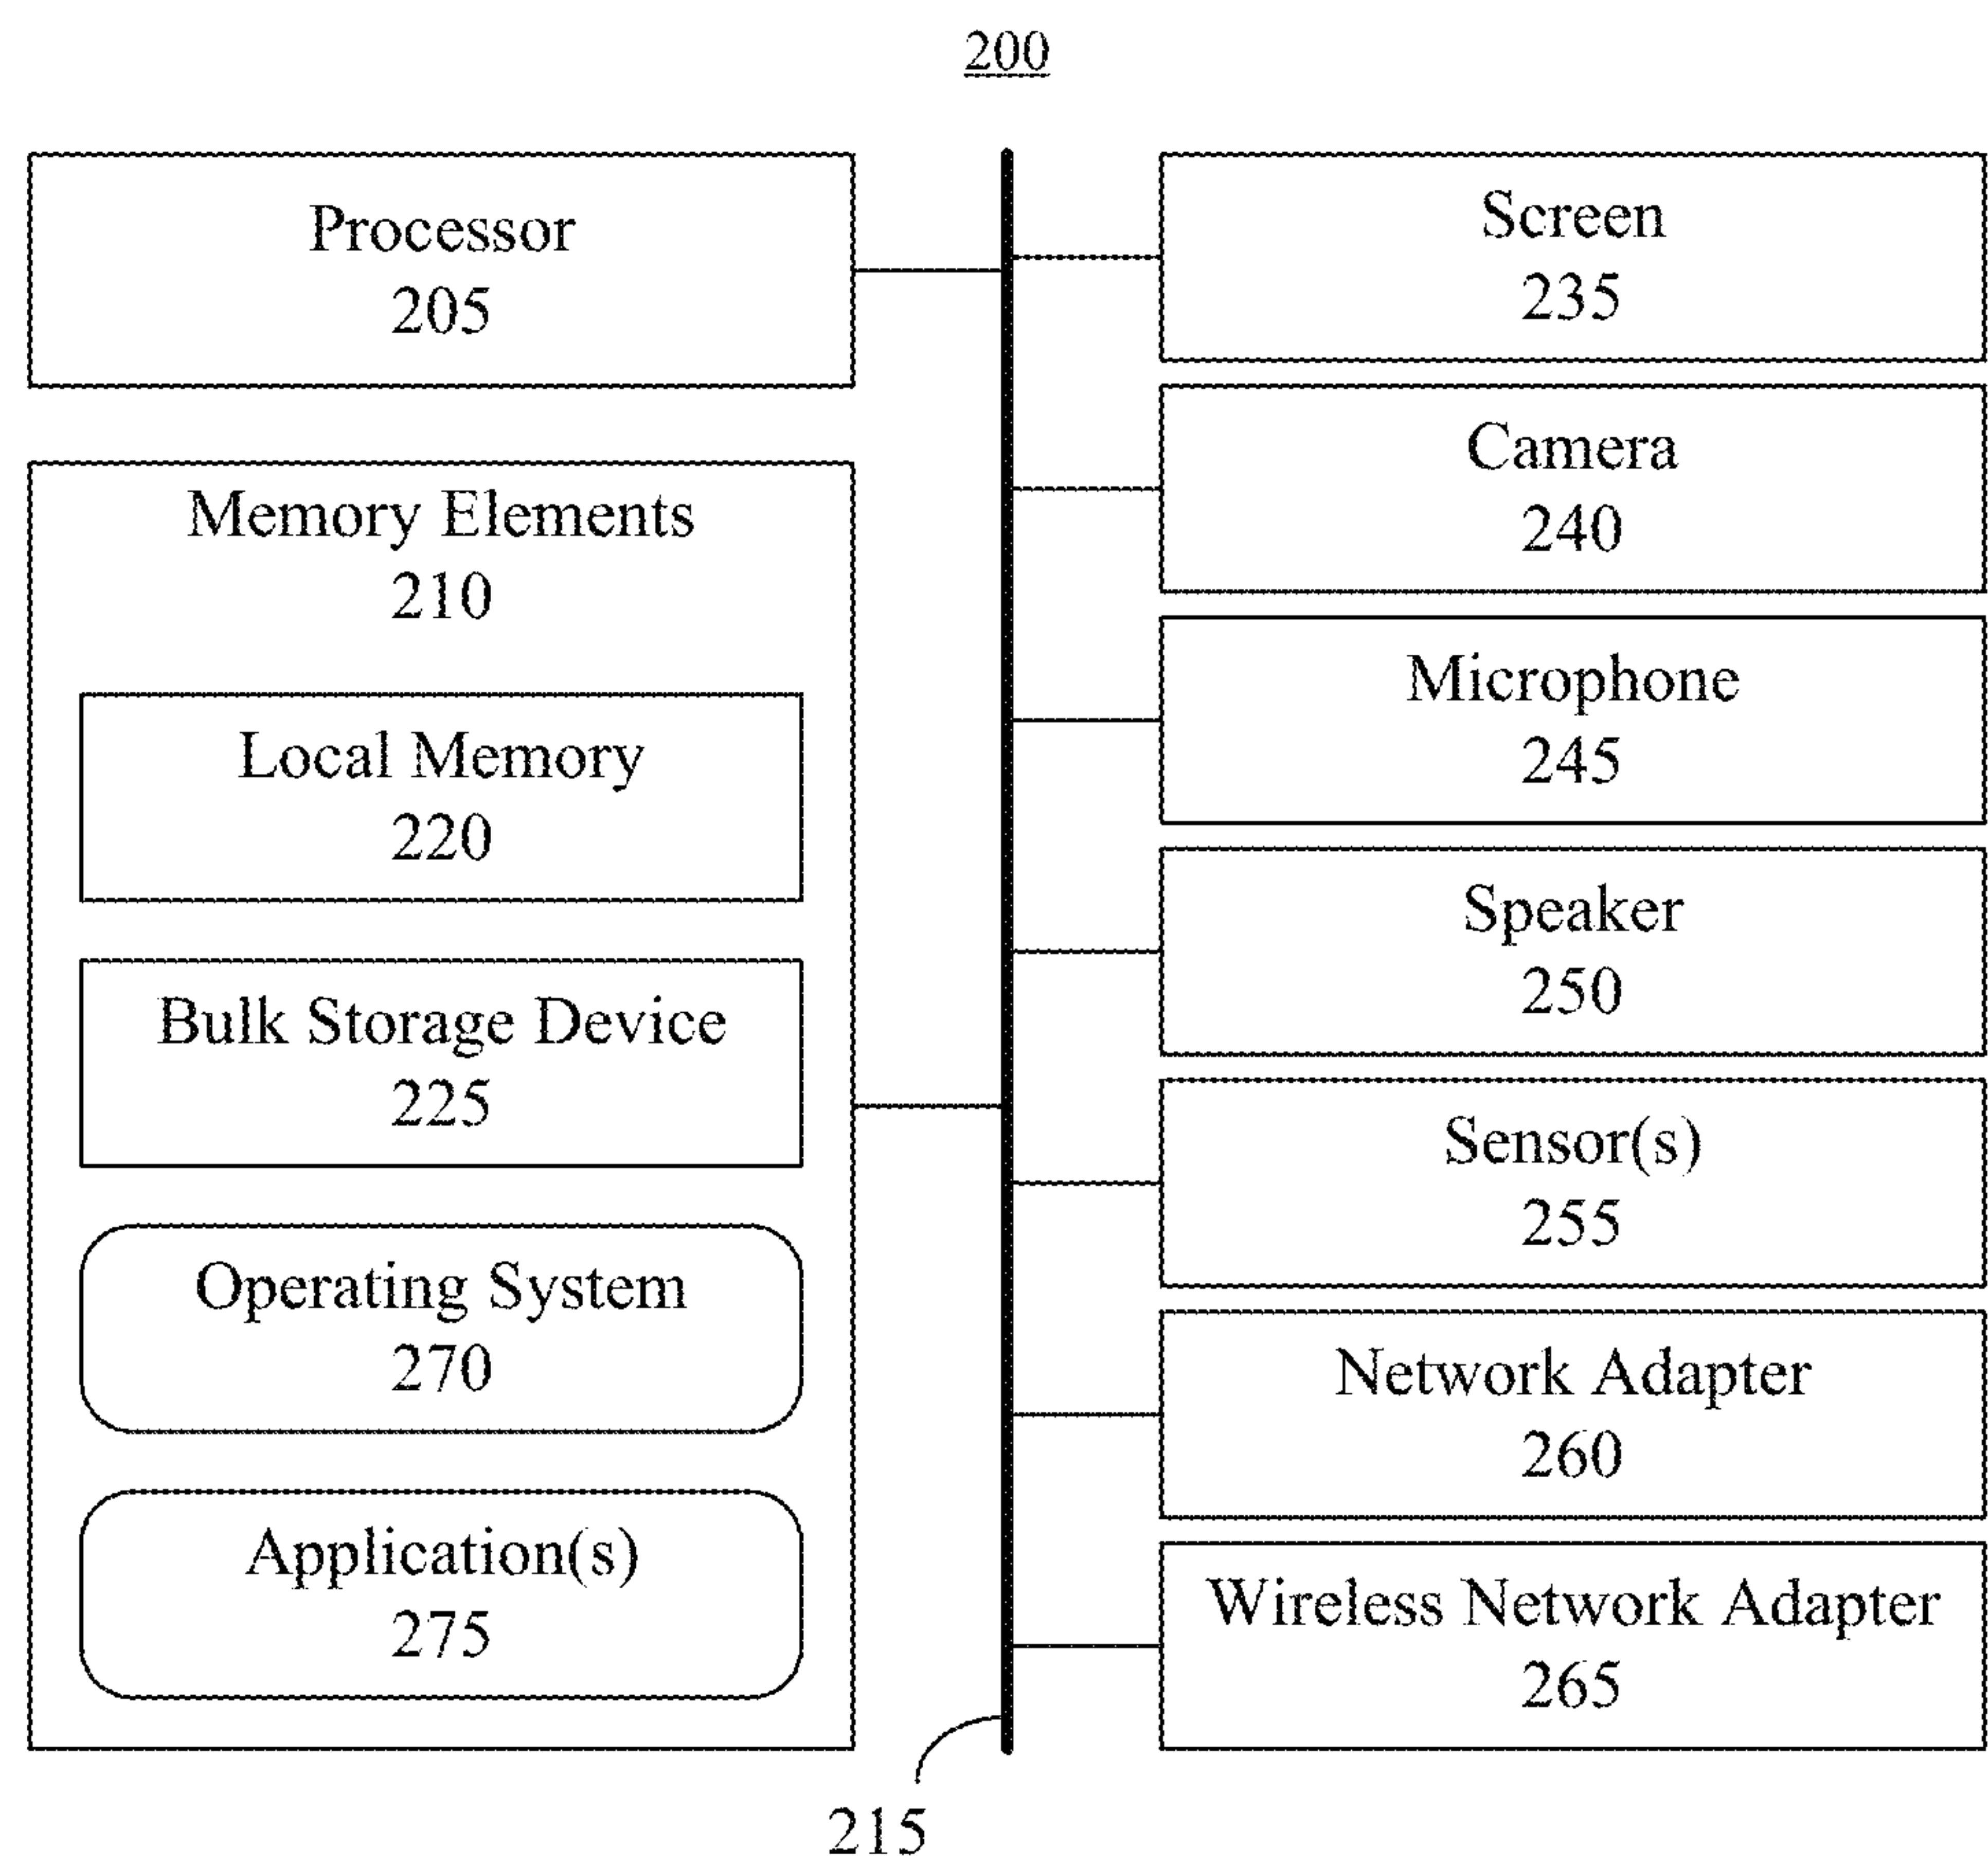 200
Processor
205
Memory Elements
210
Local Memory
220
Bulk Storage Device
225
Operating System
270
Application(s)
275
Screen
235
Camera
240
Microphone
245
Speaker
250
Sensor(s)
255
Network Adapter
260
Wireless Network Adapter
265
215